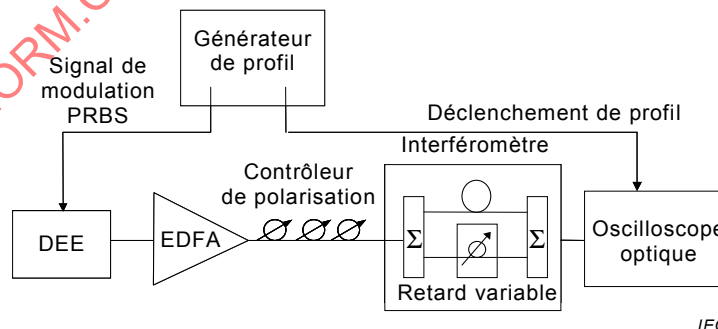 Générateur
de profil
Signal de
modulation
PRBS
Déclenchement de profil
Interféromètre
Contrôleur
de polarisation
DEE
EDFA
Σ
Σ
Oscilloscope
optique
Retard variable